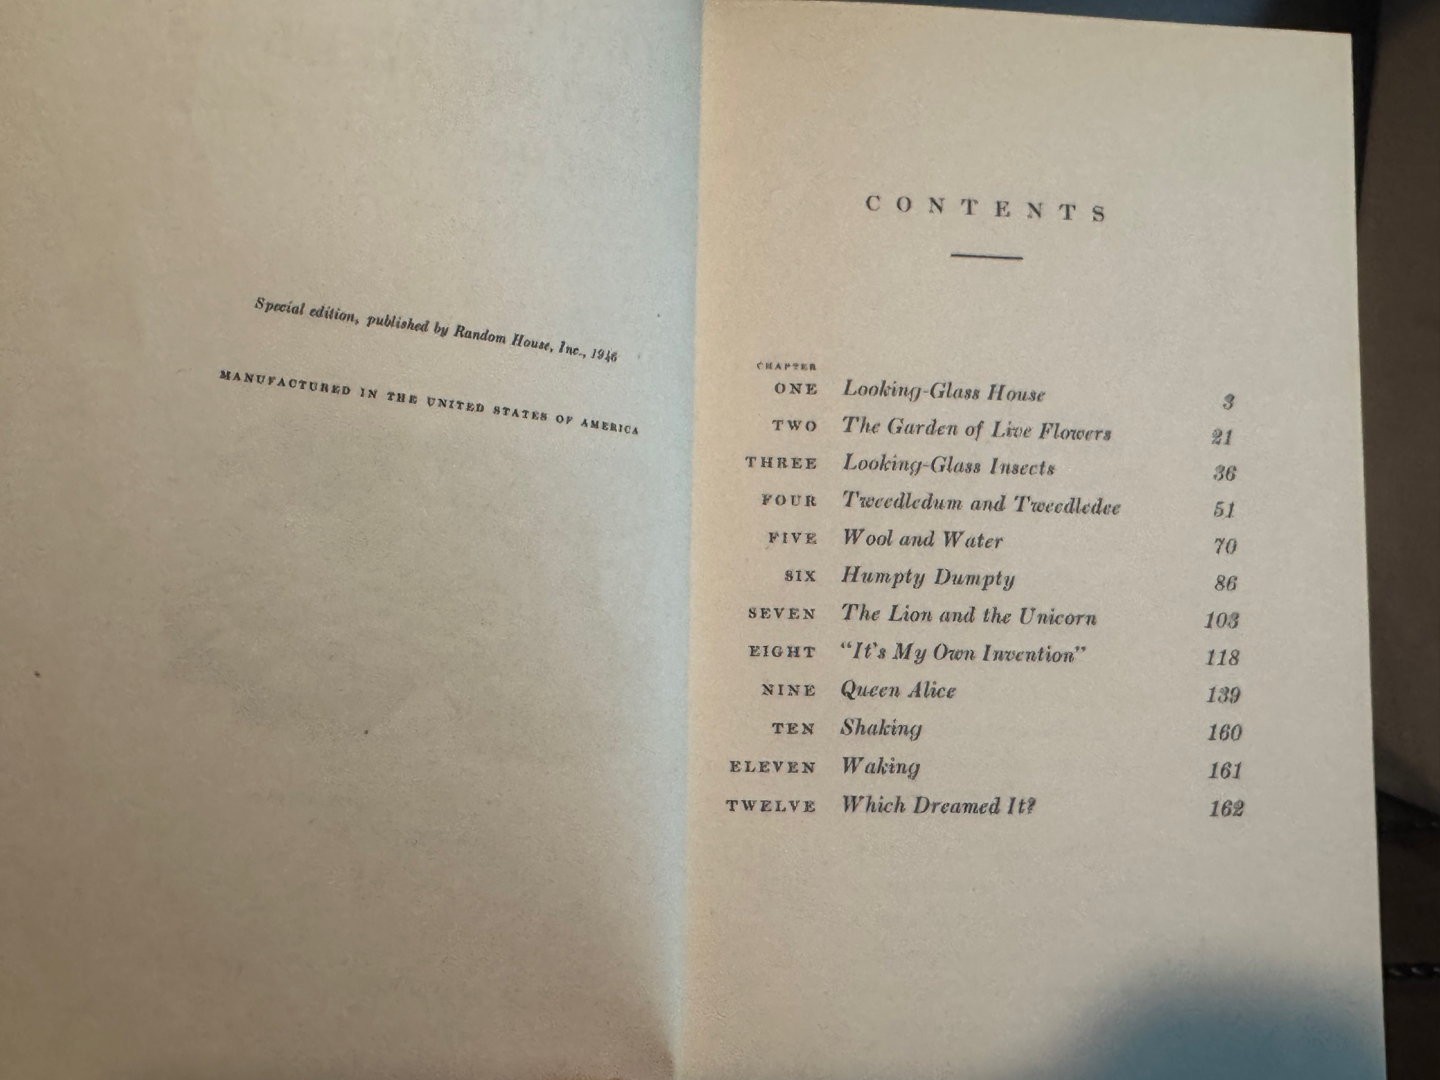 Special edition, published by Random House, Inc., 1946
MANUFACTURED IN THE UNITED STATES OF AMERICA
CONTENTS
CHAPTER
ONE Looking-Glass House 3
TWO The Garden of Live Flowers 21
THREE Looking-Glass Insects 36
FOUR Tweedledum and Tweedledee 51
FIVE Wool and Water 70
SIX Humpty Dumpty 86
SEVEN The Lion and the Unicorn 103
EIGHT “It's My Own Invention” 118
NINE Queen Alice 139
TEN Shaking 160
ELEVEN Waking 161
TWELVE Which Dreamed It? 162